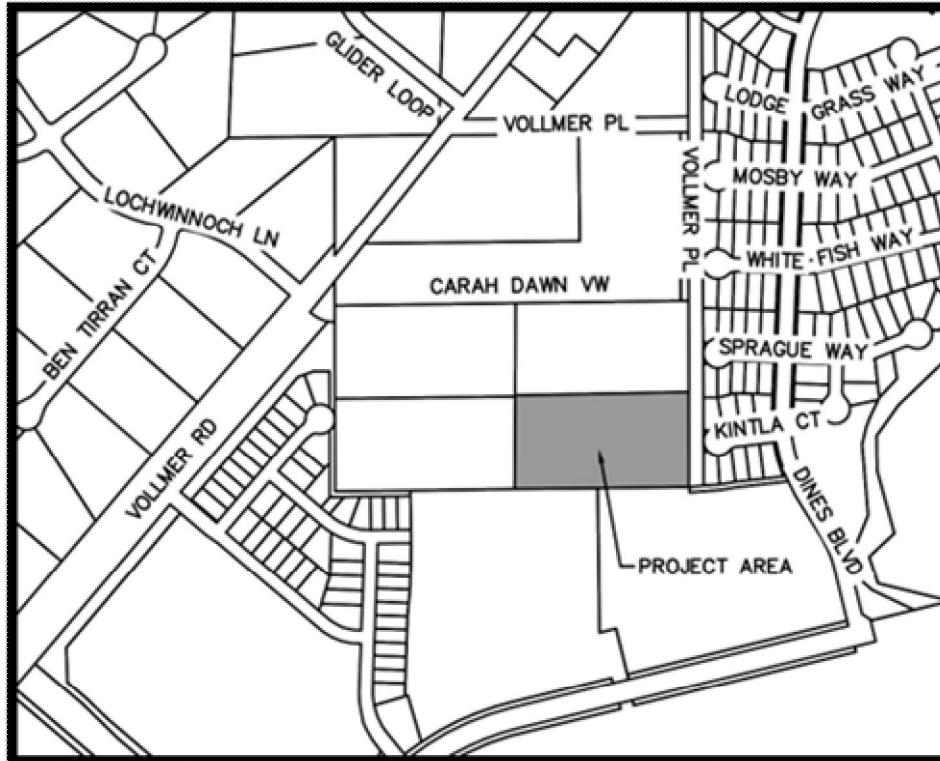 GLIDER LOOP
LODGE GRASS WAY
VOLLMER PL
MOSBY WAY
VOLLMER PL
LOCHWINNOCH LN
WHITE FISH WAY
BEN TIRRAN CT
CARAH DAWN VW
SPRAGUE WAY
KINTLA CT
VOLLMER RD
DINES BLVD
PROJECT AREA